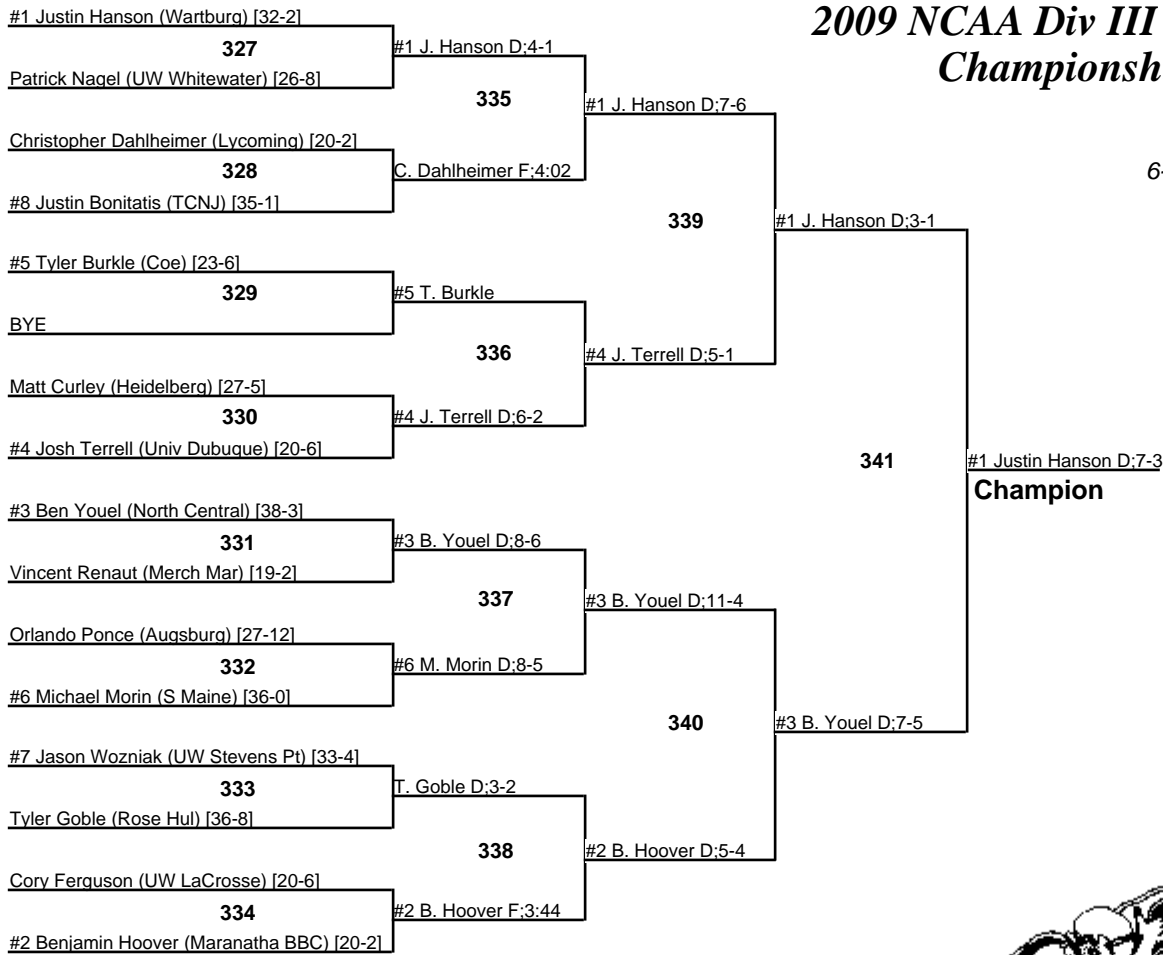 2009 NCAA Div III
Championsh
6-
#1 Justin Hanson (Wartburg) [32-2]
327
Patrick Nagel (UW Whitewater) [26-8]
Christopher Dahlheimer (Lycoming) [20-2]
328
#8 Justin Bonitatis (TCNJ) [35-1]
#5 Tyler Burkle (Coe) [23-6]
329
BYE
Matt Curley (Heidelberg) [27-5]
330
#4 Josh Terrell (Univ Dubuque) [20-6]
#3 Ben Youel (North Central) [38-3]
331
Vincent Renaut (Merch Mar) [19-2]
Orlando Ponce (Augsburg) [27-12]
332
#6 Michael Morin (S Maine) [36-0]
#7 Jason Wozniak (UW Stevens Pt) [33-4]
333
Tyler Goble (Rose Hul) [36-8]
Cory Ferguson (UW LaCrosse) [20-6]
334
#2 Benjamin Hoover (Maranatha BBC) [20-2]
#1 J. Hanson D;4-1
335
C. Dahlheimer F;4:02
#5 T. Burkle
336
#4 J. Terrell D;6-2
#3 B. Youel D;8-6
337
#6 M. Morin D;8-5
T. Goble D;3-2
338
#2 B. Hoover F;3:44
#1 J. Hanson D;7-6
339
#4 J. Terrell D;5-1
#3 B. Youel D;11-4
340
#2 B. Hoover D;5-4
#1 J. Hanson D;3-1
341
#3 B. Youel D;7-5
#1 Justin Hanson D;7-3
Champion